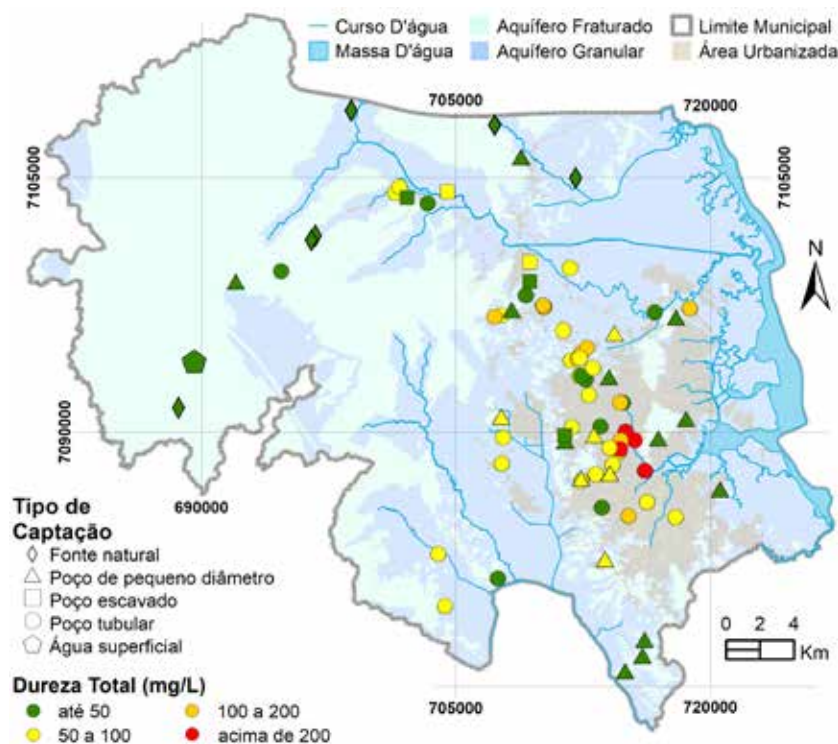 Curso D'água
Aquífero Fraturado
Limite Municipal
Massa D'água
Aquífero Granular
Área Urbanizada
705000
720000
7105000
7105000
N
7090000
7090000
690000
Tipo de
Captação
Fonte natural
Poço de pequeno diâmetro
Poço escavado
Poço tubular
Água superficial
0 2 4
Km
Dureza Total (mg/L)
até 50
100 a 200
50 a 100
acima de 200
705000
720000